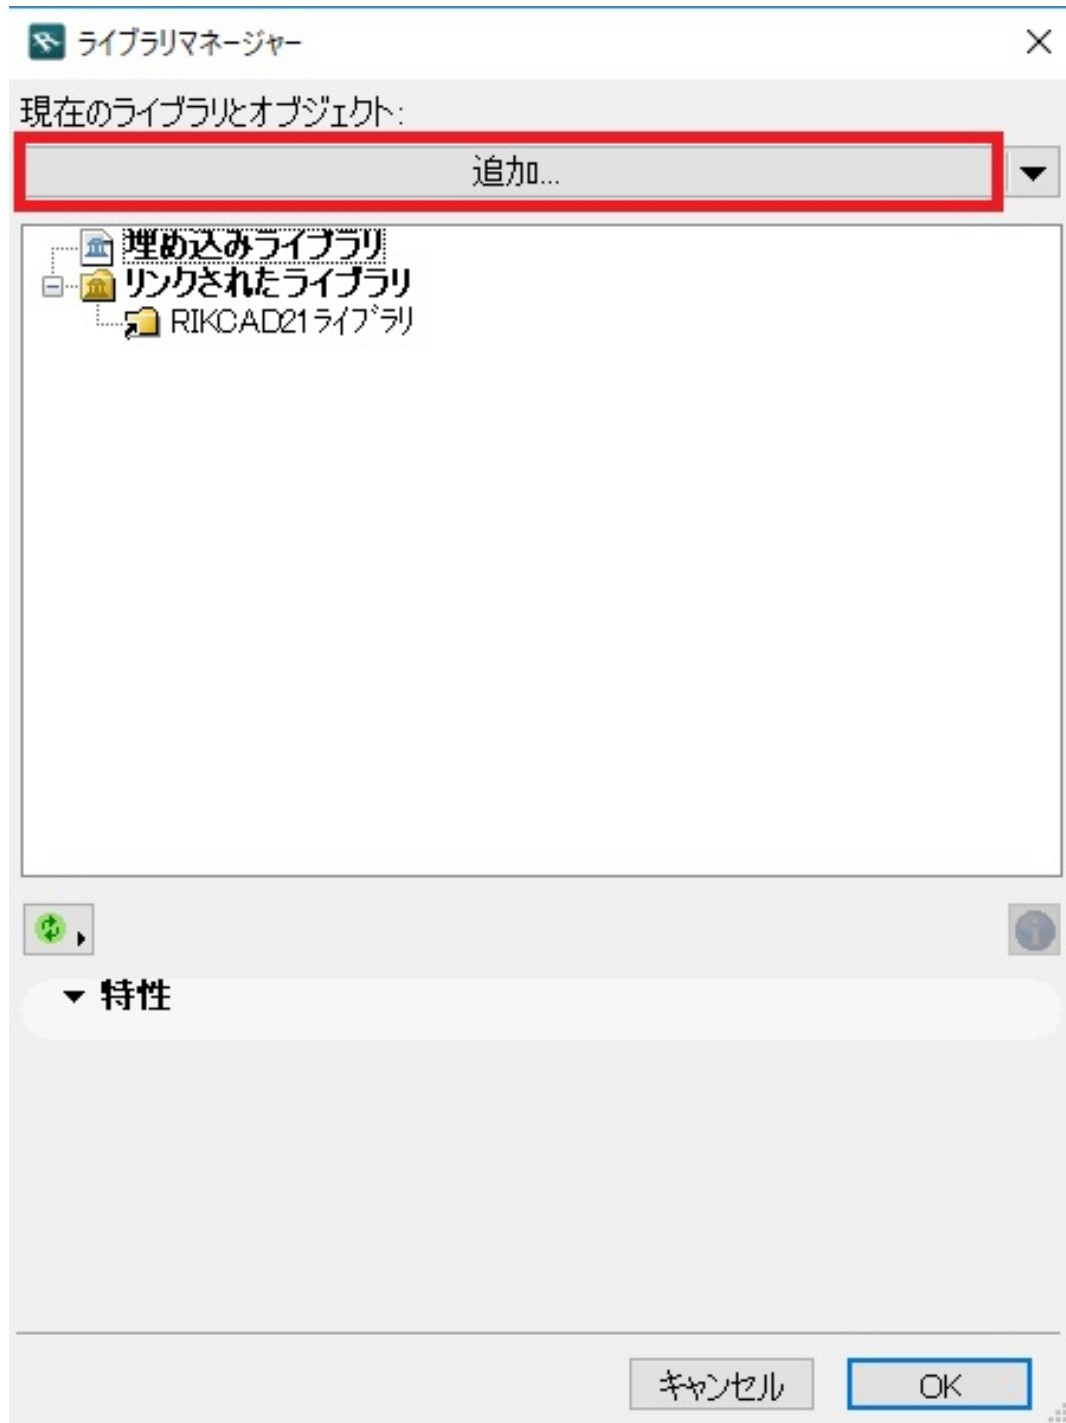 ライブラリマネージャー
現在のライブラリとオブジェクト:
追加...
埋め込みライブラリ
リンクされたライブラリ
RIKCAD21ライブラリ
特性
キャンセル
OK